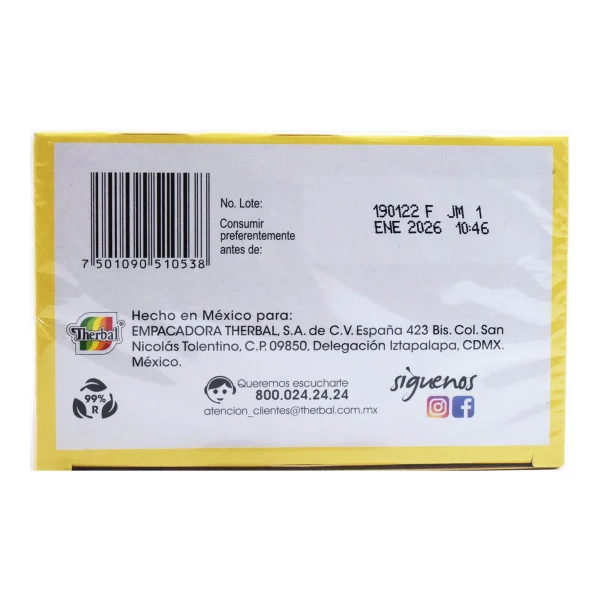 No. Lote:
190122 F JM 1
Consumir
preferentemente
antes de:
ENE 2026 10:46
7 501090 510538
Therbal®
Hecho en México para:
EMPACADORA THERBAL, S.A. de C.V. España 423 Bis. Col. San
Nicolás Tolentino, C.P. 09850, Delegación Iztapalapa, CDMX.
México.
99%
R
Queremos escucharte
800.024.24.24
atencion_clientes@therbal.com.mx
síguenos